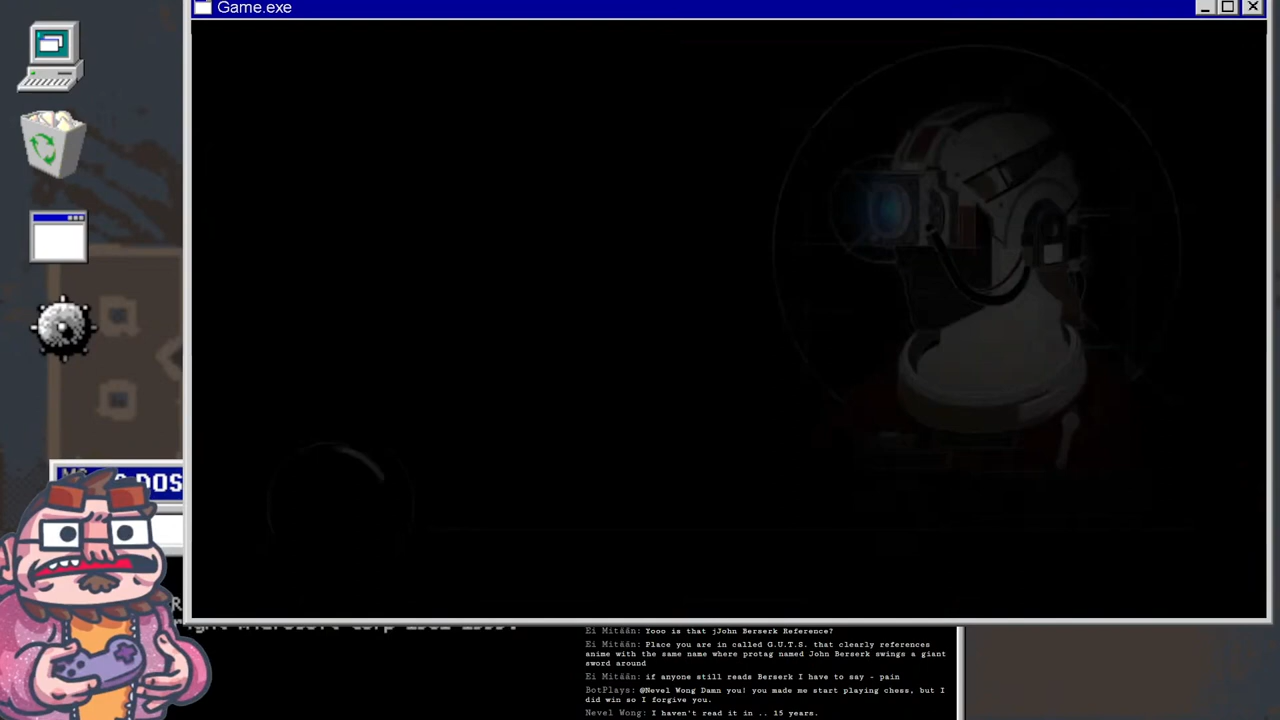 Game.exe
DOS
Ei Mitään: Yooo is that jJohn Berserk Reference?
Ei Mitään: Place you are in called G.U.T.S. that clearly references
anime with the same name where protag named John Berserk swings a giant
sword around
Ei Mitään: if anyone still reads Berserk I have to say - pain
BotPlays: @Nevel Wong Damn you! you made me start playing chess, but I
did win so I forgive you.
Nevel Wong: I haven't read it in .. 15 years.